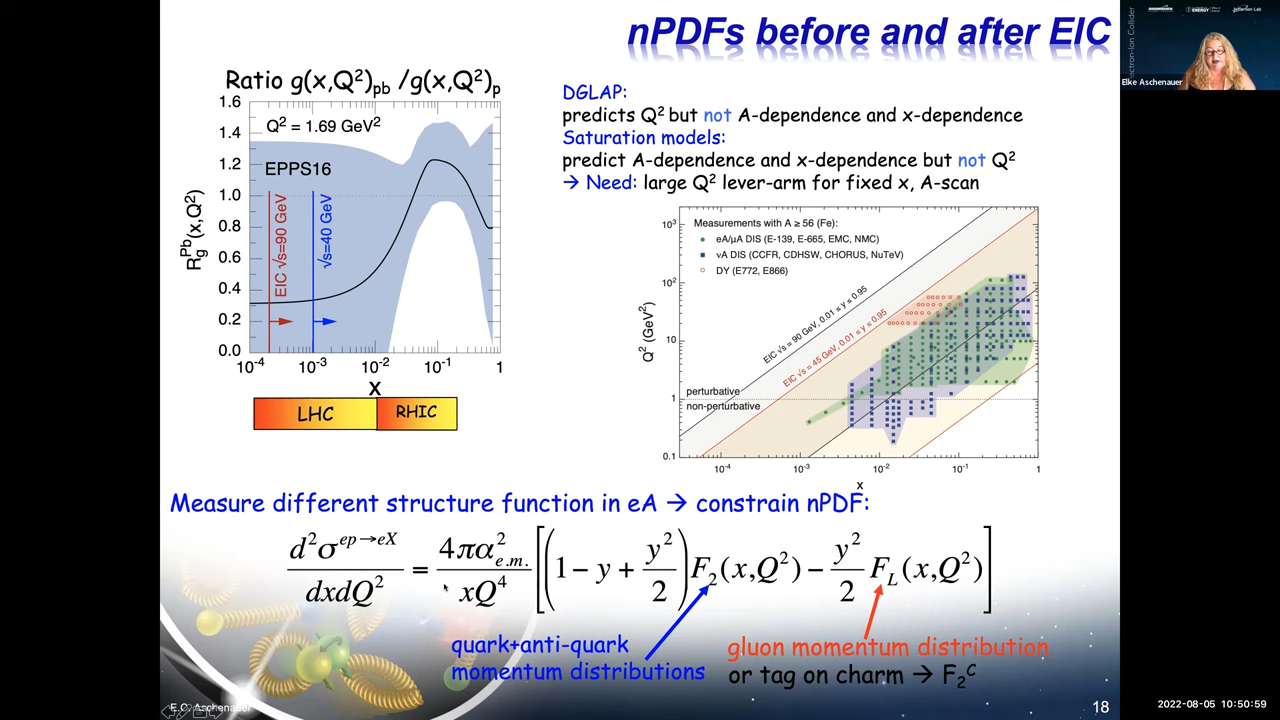 nPDFs before and after EIC
Ratio g(x,Q²)pb /g(x,Q²)p
Q² = 1.69 GeV²
EPPS16
EIC √s=90 GeV
√s=40 GeV
R_g^Pb(x,Q²)
1.6
1.4
1.2
1.0
0.8
0.6
0.4
0.2
0.0
10⁻⁴ 10⁻³ 10⁻² 10⁻¹ 1
x
LHC RHIC
DGLAP:
predicts Q² but not A-dependence and x-dependence
Saturation models:
predict A-dependence and x-dependence but not Q²
→ Need: large Q² lever-arm for fixed x, A-scan
Measurements with A ≥ 56 (Fe):
eA/μA DIS (E-139, E-665, EMC, NMC)
νA DIS (CCFR, CDHSW, CHORUS, NuTeV)
DY (E772, E866)
EIC √s = 90 GeV, 0.01 ≤ y ≤ 0.95
EIC √s = 45 GeV, 0.01 ≤ y ≤ 0.95
perturbative
non-perturbative
Q² (GeV²)
10³
10²
10
1
0.1
10⁻⁴ 10⁻³ 10⁻² 10⁻¹ 1
x
Measure different structure function in eA → constrain nPDF:
d²σ^{ep→eX} / dxdQ² = 4πα²_{e.m.} / xQ⁴ [(1 − y + y²/2) F₂(x,Q²) − y²/2 F_L(x,Q²)]
quark+anti-quark
momentum distributions
gluon momentum distribution
or tag on charm → F₂^C
E.C. Aschenauer
18
Electron-Ion Collider
ENERGY
Jefferson Lab
Elke Aschenauer
2022-08-05 10:50:59